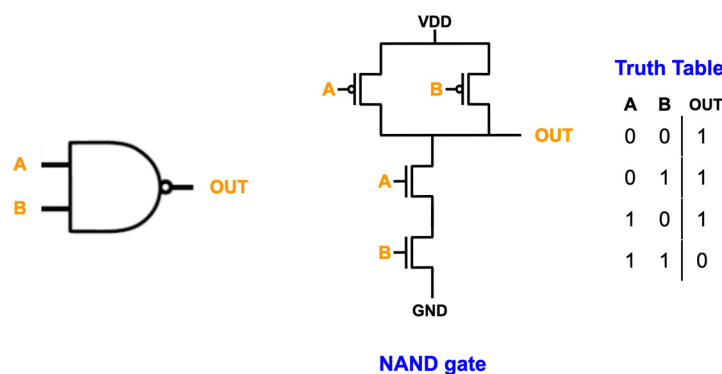 A
B
OUT
VDD
A
B
OUT
A
B
GND
NAND gate
Truth Table
A B OUT
0 0 1
0 1 1
1 0 1
1 1 0